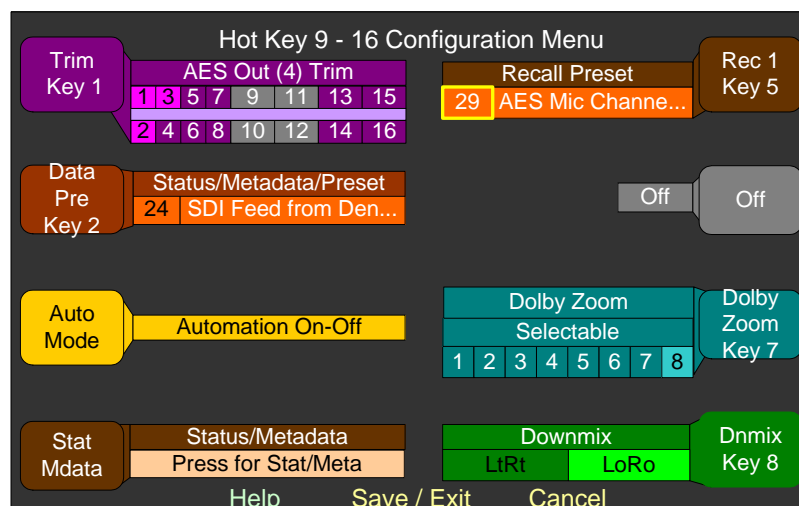 Hot Key 9 - 16 Configuration Menu
Trim
Key 1
AES Out (4) Trim
1 3 5 7 9 11 13 15
2 4 6 8 10 12 14 16
Recall Preset
29 AES Mic Channe...
Rec 1
Key 5
Data
Pre
Key 2
Status/Metadata/Preset
24 SDI Feed from Den...
Off
Off
Auto
Mode
Automation On-Off
Dolby Zoom
Selectable
1 2 3 4 5 6 7 8
Dolby
Zoom
Key 7
Stat
Mdata
Status/Metadata
Press for Stat/Meta
Downmix
LtRt LoRo
Dnmix
Key 8
Help Save / Exit Cancel